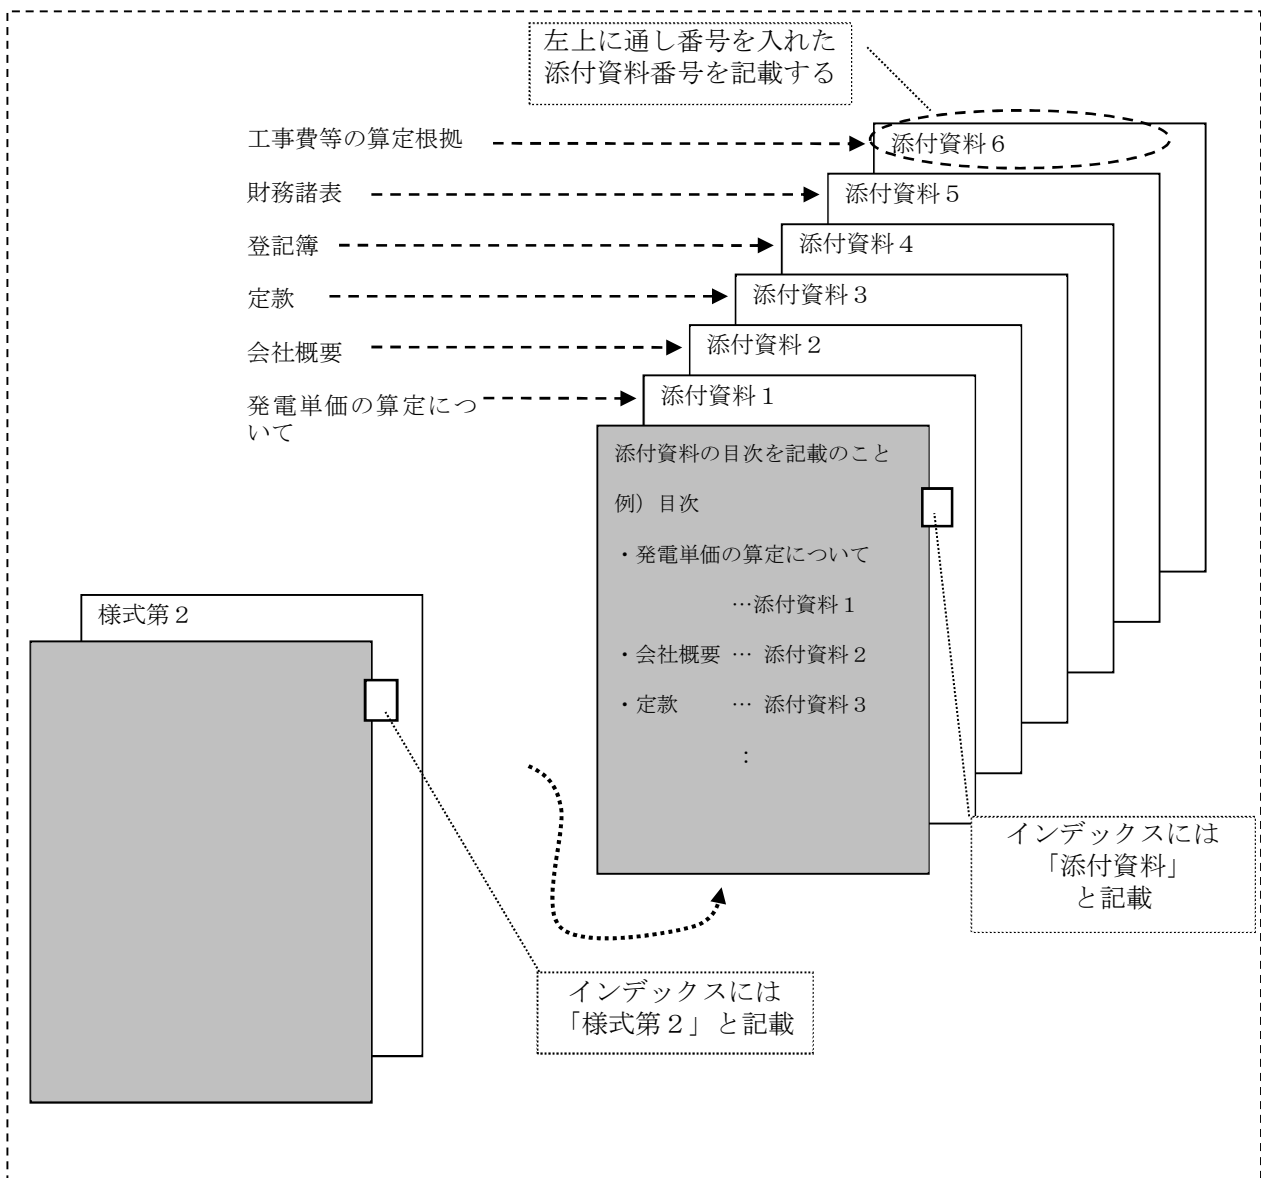 左上に通し番号を入れた
添付資料番号を記載する
工事費等の算定根拠
添付資料６
財務諸表
添付資料５
登記簿
添付資料４
定款
添付資料３
会社概要
添付資料２
発電単価の算定につ
いて
添付資料１
添付資料の目次を記載のこと
例）目次
・発電単価の算定について
…添付資料１
・会社概要 … 添付資料２
・定款 … 添付資料３
：
様式第２
インデックスには
「添付資料」
と記載
インデックスには
「様式第２」と記載